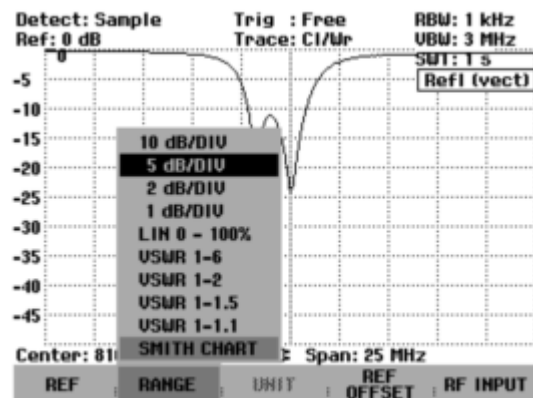 Detect: Sample Trig : Free RBW: 1 kHz
Ref: 0 dB Trace: Cl/Wr VBW: 3 MHz
SWT: 1 s
0
Refl (vect)
-5
-10
-15
-20
-25
-30
-35
-40
-45
10 dB/DIV
5 dB/DIV
2 dB/DIV
1 dB/DIV
LIN 0 - 100%
VSWR 1-6
VSWR 1-2
VSWR 1-1.5
VSWR 1-1.1
SMITH CHART
Center: 81 Span: 25 MHz
REF RANGE UNIT REF OFFSET RF INPUT